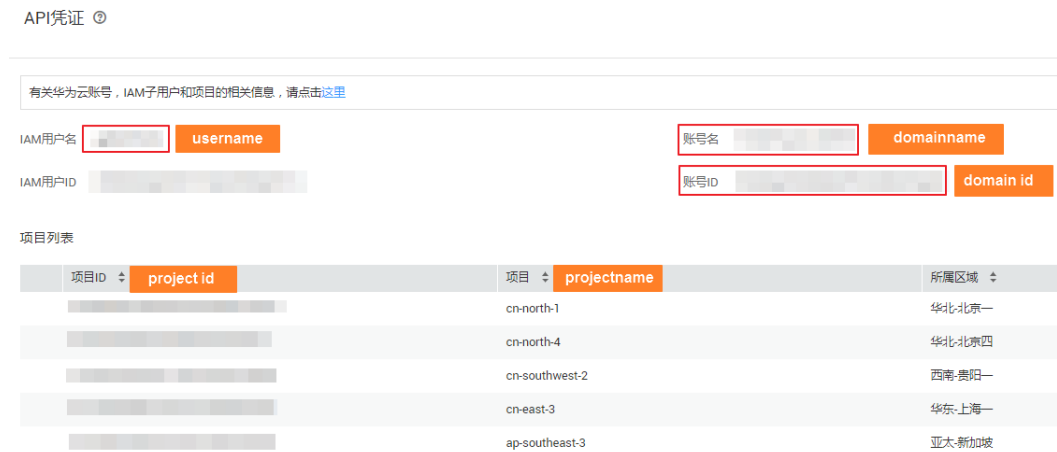 API凭证 ?
有关华为云账号，IAM子用户和项目的相关信息，请点击这里
IAM用户名 username 账号名 domainname
IAM用户ID 账号ID domain id
项目列表
项目ID project id 项目 projectname 所属区域
cn-north-1 华北-北京一
cn-north-4 华北-北京四
cn-southwest-2 西南-贵阳一
cn-east-3 华东-上海一
ap-southeast-3 亚太-新加坡